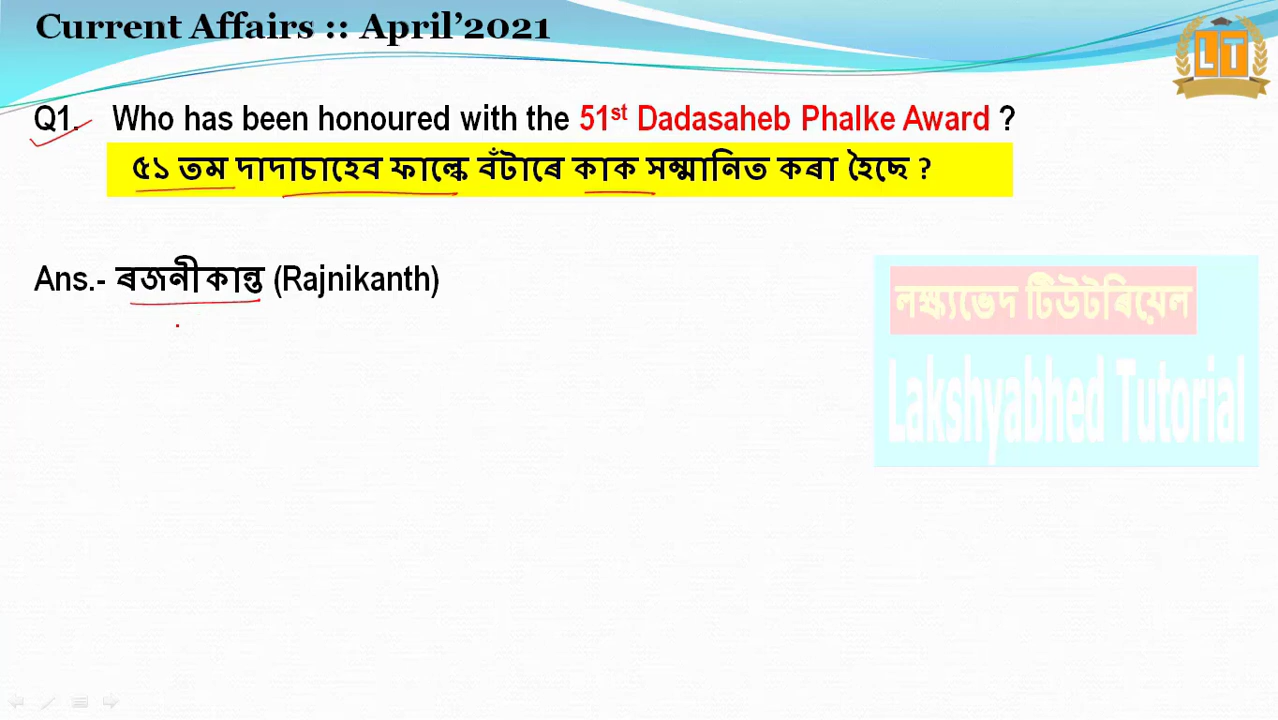 Current Affairs :: April’2021
LT
Q1. Who has been honoured with the 51st Dadasaheb Phalke Award ?
৫১ তম দাদাচাহেব ফাল্কে বঁটাৰে কাক সম্মানিত কৰা হৈছে ?
Ans.- ৰজনীকান্ত (Rajnikanth)
লক্ষ্যভেদ টিউটৰিয়েল
Lakshyabhed Tutorial